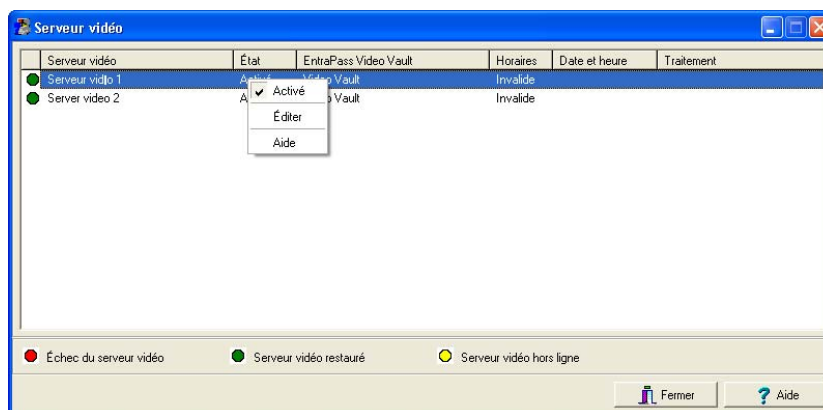 Serveur vidéo
Serveur vidéo État EntraPass Video Vault Horaires Date et heure Traitement
Serveur vidjo 1 Activé Video Vault Invalide
Server video 2 Vault Invalide
Activé
Éditer
Aide
Échec du serveur vidéo Serveur vidéo restauré Serveur vidéo hors ligne
Fermer Aide